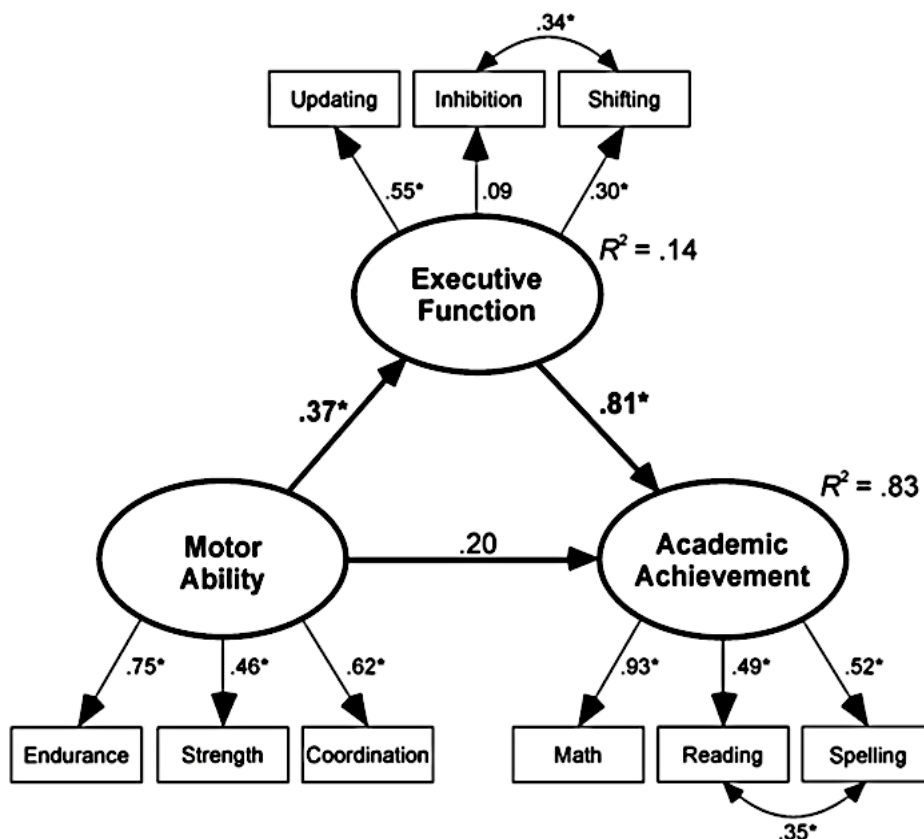 .34*
Updating
Inhibition
Shifting
.55*
.09
.30*
R² = .14
Executive
Function
.37*
.81*
R² = .83
Motor
Ability
.20
Academic
Achievement
.75*
.46*
.62*
.93*
.49*
.52*
Endurance
Strength
Coordination
Math
Reading
Spelling
.35*